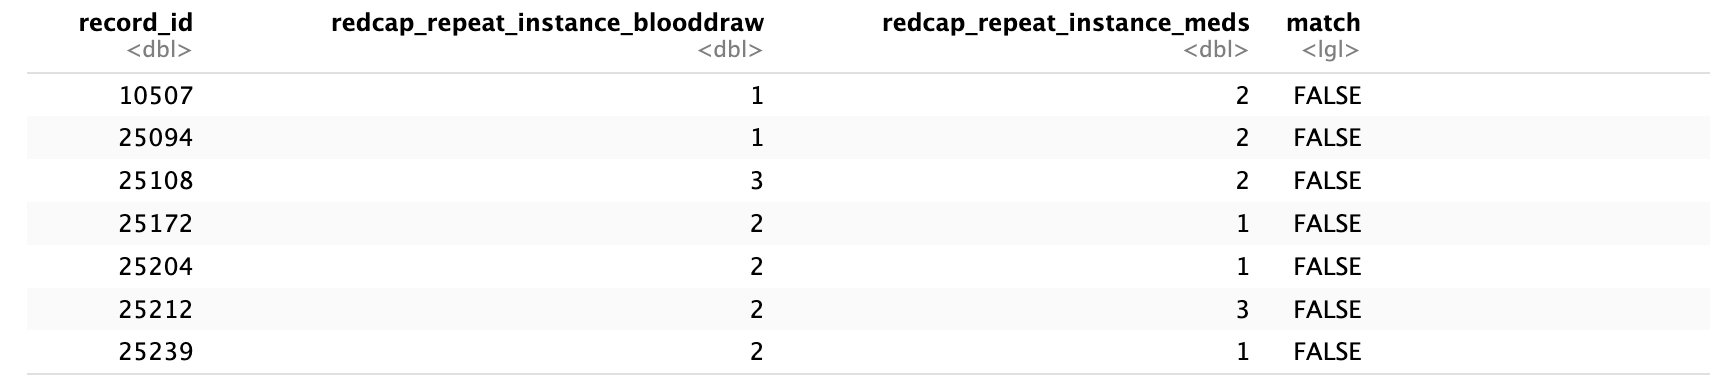 record_id redcap_repeat_instance_blooddraw redcap_repeat_instance_meds match
<dbl> <dbl> <dbl> <lgl>
10507 1 2 FALSE
25094 1 2 FALSE
25108 3 2 FALSE
25172 2 1 FALSE
25204 2 1 FALSE
25212 2 3 FALSE
25239 2 1 FALSE